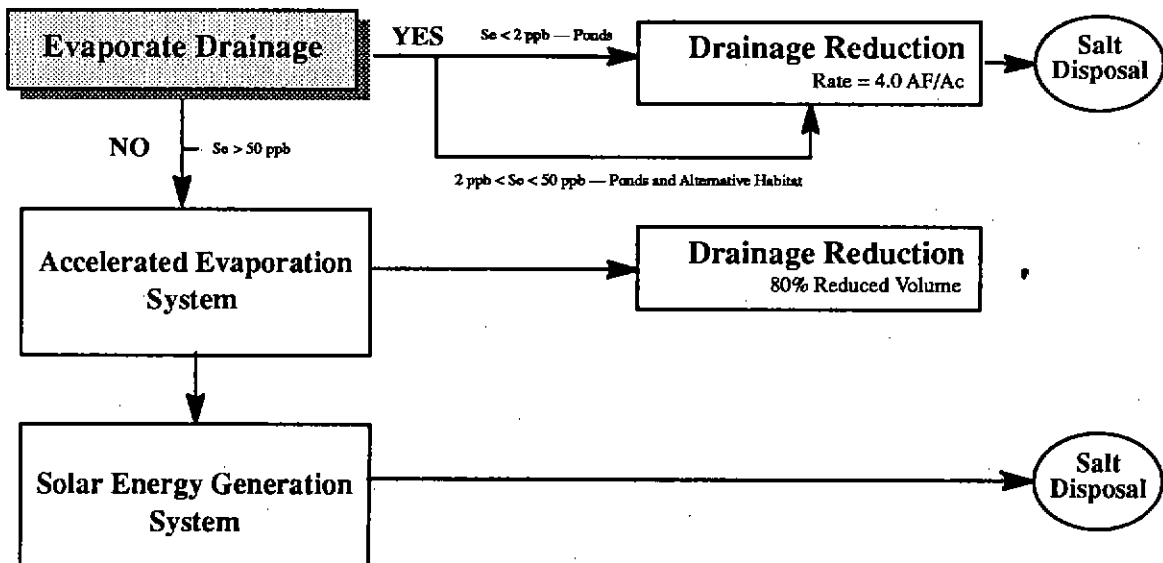 Evaporate Drainage
YES
Se < 2 ppb — Ponds
Drainage Reduction
Rate = 4.0 AF/Ac
Salt
Disposal
NO
Se > 50 ppb
2 ppb < Se < 50 ppb — Ponds and Alternative Habitat
Accelerated Evaporation
System
Drainage Reduction
80% Reduced Volume
Solar Energy Generation
System
Salt
Disposal